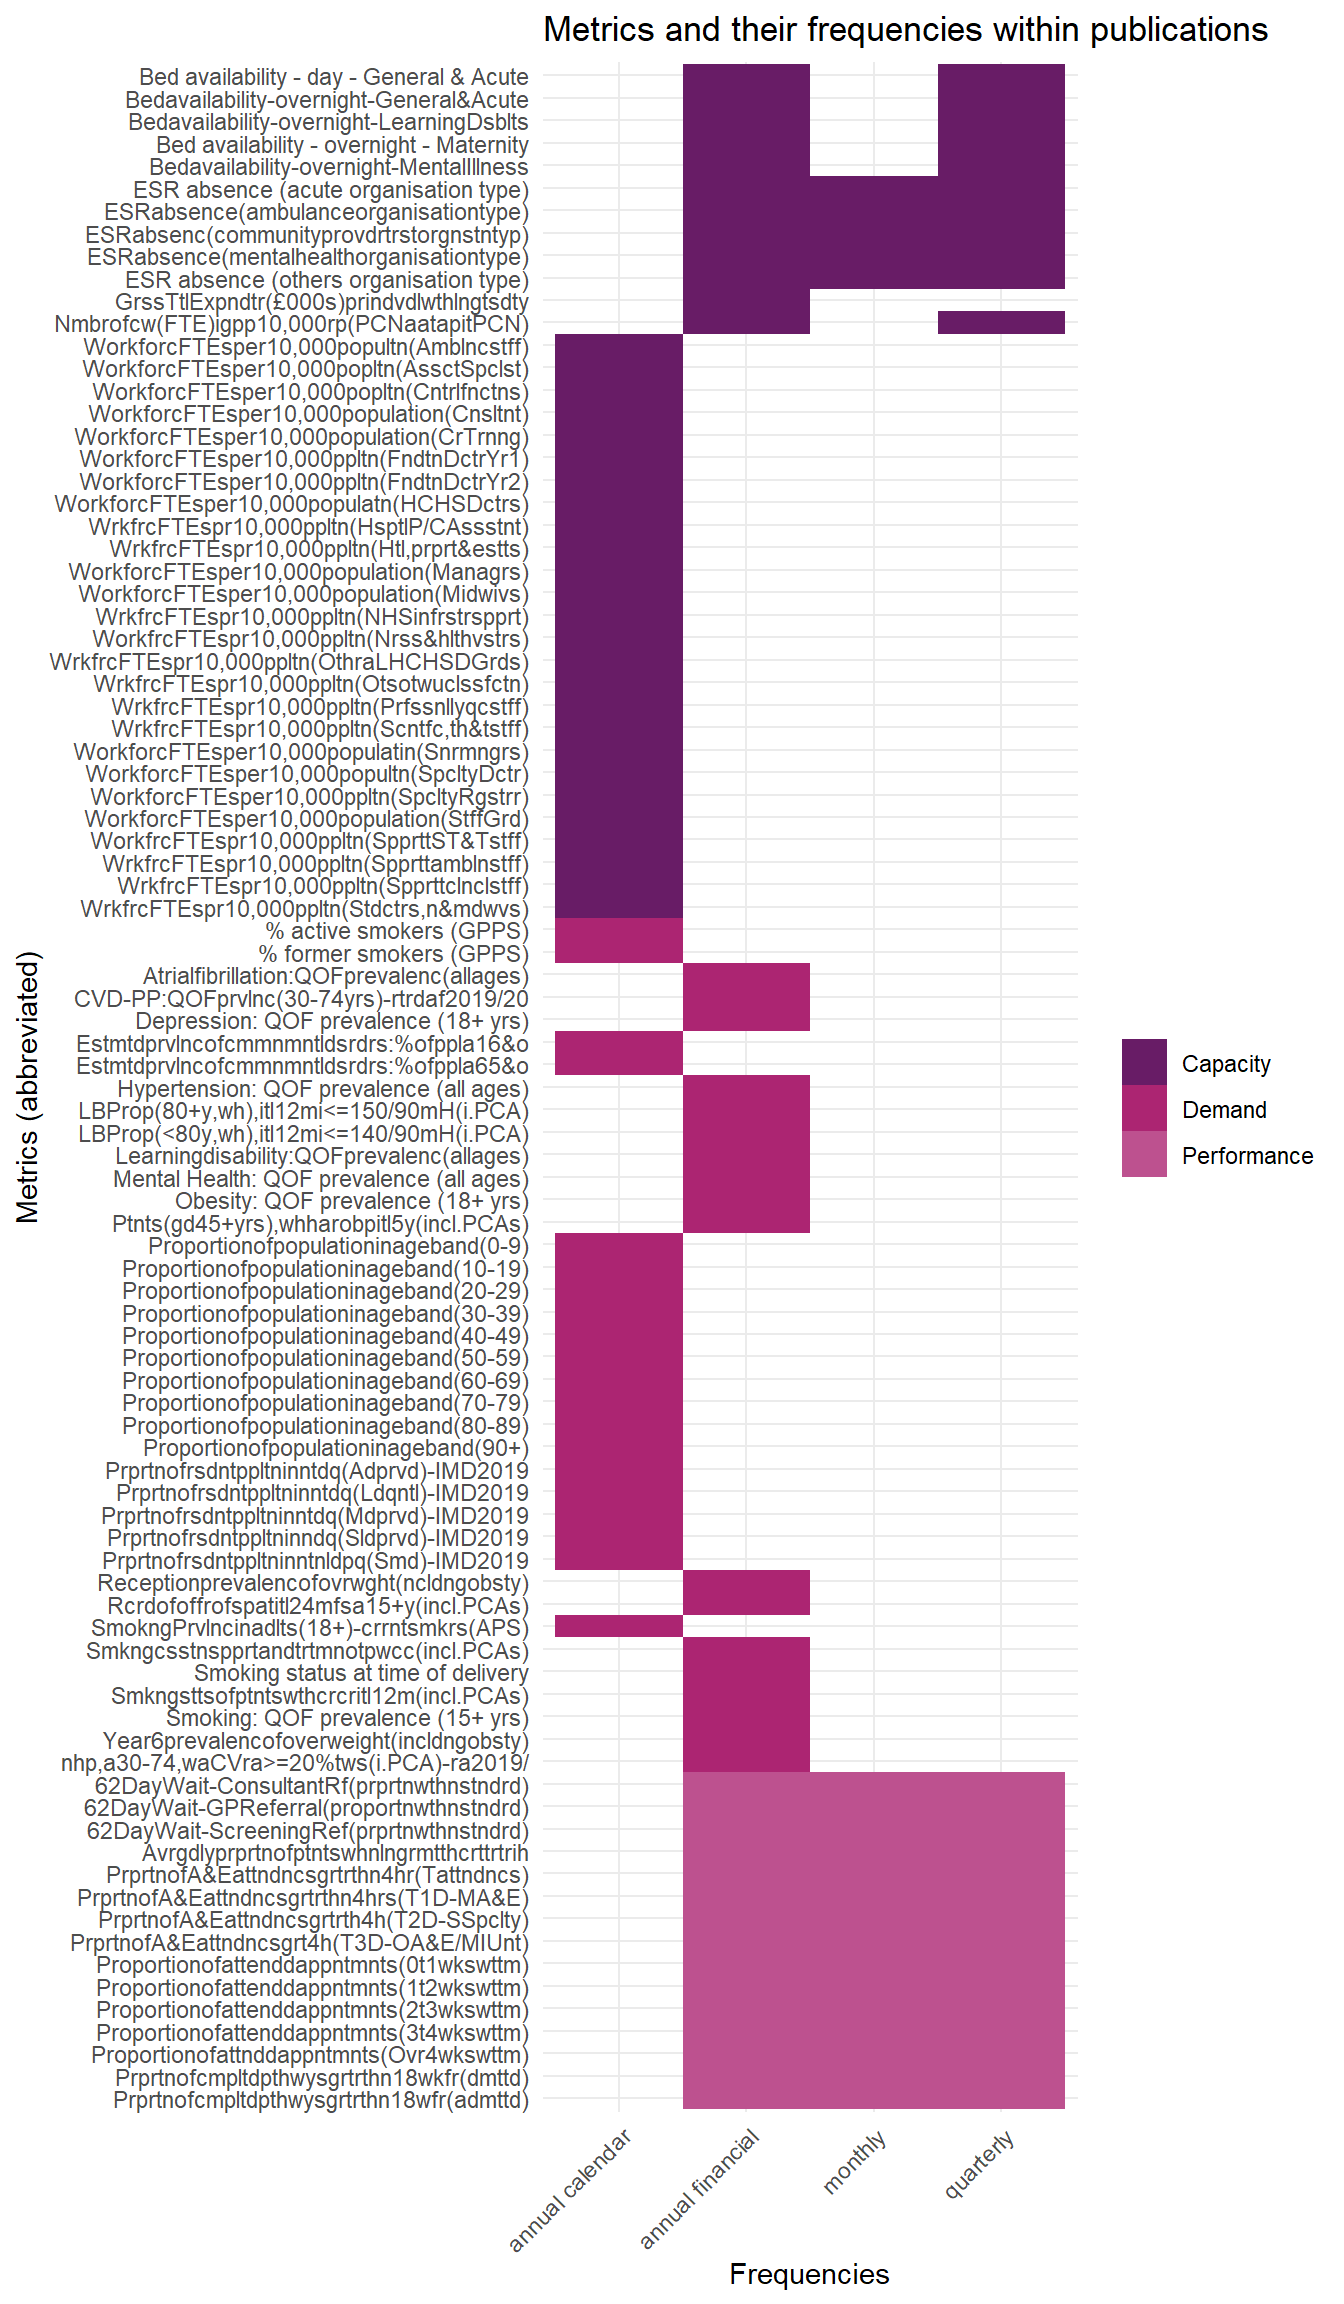 Metrics and their frequencies within publications
Bed availability - day - General & Acute
Bedavailability-overnight-General&Acute
Bedavailability-overnight-LearningDsblts
Bed availability - overnight - Maternity
Bedavailability-overnight-MentalIllness
ESR absence (acute organisation type)
ESRabsence(ambulanceorganisationtype)
ESRabsenc(communityprovdrtrstorgnstntyp)
ESRabsence(mentalhealthorganisationtype)
ESR absence (others organisation type)
GrssTtlExpndtr(£000s)prindvdlwthlngtsdty
Nmbrofcw(FTE)igpp10,000rp(PCNaatapitPCN)
WorkforcFTEsper10,000popultn(Amblncstff)
WorkforcFTEsper10,000popltn(AssctSpclst)
WorkforcFTEsper10,000popltn(Cntrlfnctns)
WorkforcFTEsper10,000population(Cnsltnt)
WorkforcFTEsper10,000population(CrTrnng)
WorkforcFTEsper10,000ppltn(FndtnDctrYr1)
WorkforcFTEsper10,000ppltn(FndtnDctrYr2)
WorkforcFTEsper10,000populatn(HCHSDctrs)
WrkfrcFTEspr10,000ppltn(HsptlP/CAssstnt)
WrkfrcFTEspr10,000ppltn(Htl,prprt&estts)
WorkforcFTEsper10,000population(Managrs)
WorkforcFTEsper10,000population(Midwivs)
WrkfrcFTEspr10,000ppltn(NHSinfrstrspprt)
WorkfrcFTEspr10,000ppltn(Nrss&hlthvstrs)
WrkfrcFTEspr10,000ppltn(OthraLHCHSDGrds)
WrkfrcFTEspr10,000ppltn(Otsotwuclssfctn)
WrkfrcFTEspr10,000ppltn(Prfssnllyqcstff)
WrkfrcFTEspr10,000ppltn(Scntfc,th&tstff)
WorkforcFTEsper10,000populatin(Snrmngrs)
WorkforcFTEsper10,000popultn(SpcltyDctr)
WorkforcFTEsper10,000ppltn(SpcltyRgstrr)
WorkforcFTEsper10,000population(StffGrd)
WorkforcFTEspr10,000ppltn(SpprttST&Tstff)
WrkfrcFTEspr10,000ppltn(Spprttamblnstff)
WrkfrcFTEspr10,000ppltn(Spprttclnclstff)
WrkfrcFTEspr10,000ppltn(Stdctrs,n&mdwvs)
% active smokers (GPPS)
% former smokers (GPPS)
Atrialfibrillation:QOFprevalenc(allages)
CVD-PP:QOFprvlnc(30-74yrs)-rtrdaf2019/20
Depression: QOF prevalence (18+ yrs)
Estmtdprvlncofcmmnmntldsrdrs:%ofppla16&o
Estmtdprvlncofcmmnmntldsrdrs:%ofppla65&o
Hypertension: QOF prevalence (all ages)
LBProp(80+y,wh),itl12mi<=150/90mH(i.PCA)
LBProp(<80y,wh),itl12mi<=140/90mH(i.PCA)
Learningdisability:QOFprevalenc(allages)
Mental Health: QOF prevalence (all ages)
Obesity: QOF prevalence (18+ yrs)
Ptnts(gd45+yrs),whharobpitl5y(incl.PCAs)
Proportionofpopulationinageband(0-9)
Proportionofpopulationinageband(10-19)
Proportionofpopulationinageband(20-29)
Proportionofpopulationinageband(30-39)
Proportionofpopulationinageband(40-49)
Proportionofpopulationinageband(50-59)
Proportionofpopulationinageband(60-69)
Proportionofpopulationinageband(70-79)
Proportionofpopulationinageband(80-89)
Proportionofpopulationinageband(90+)
Prprtnofrsdntppltninntdq(Adprvd)-IMD2019
Prprtnofrsdntppltninntdq(Ldqntl)-IMD2019
Prprtnofrsdntppltninntdq(Mdprvd)-IMD2019
Prprtnofrsdntppltninndq(Sldprvd)-IMD2019
Prprtnofrsdntppltninntnldpq(Smd)-IMD2019
Receptionprevalencofovrwght(ncldngobsty)
Rcrdofoffrofspatitl24mfsa15+y(incl.PCAs)
SmokngPrvlncinadlts(18+)-crrntsmkrs(APS)
Smkngcsstnspprtandtrtmnotpwcc(incl.PCAs)
Smoking status at time of delivery
Smkngsttsofptntswthcrcritl12m(incl.PCAs)
Smoking: QOF prevalence (15+ yrs)
Year6prevalencofoverweight(incldngobsty)
nhp,a30-74,waCVra>=20%tws(i.PCA)-ra2019/
62DayWait-ConsultantRf(prprtnwthnstndrd)
62DayWait-GPReferral(proportnwthnstndrd)
62DayWait-ScreeningRef(prprtnwthnstndrd)
Avrgdlyprprtnofptntswhnlngrmtthcrttrtrih
PrprtnofA&Eattndncsgrtrthn4hr(Tattndncs)
PrprtnofA&Eattndncsgrtrthn4hrs(T1D-MA&E)
PrprtnofA&Eattndncsgrtrth4h(T2D-SSpclty)
PrprtnofA&Eattndncsgrt4h(T3D-OA&E/MIUnt)
Proportionofattenddappntmnts(0t1wkswttm)
Proportionofattenddappntmnts(1t2wkswttm)
Proportionofattenddappntmnts(2t3wkswttm)
Proportionofattenddappntmnts(3t4wkswttm)
Proportionofattnddappntmnts(Ovr4wkswttm)
Prprtnofcmpltdpthwysgrtrthn18wkfr(dmttd)
Prprtnofcmpltdpthwysgrtrthn18wfr(admttd)
Metrics (abbreviated)
annual calendar
annual financial
monthly
quarterly
Frequencies
Capacity
Demand
Performance